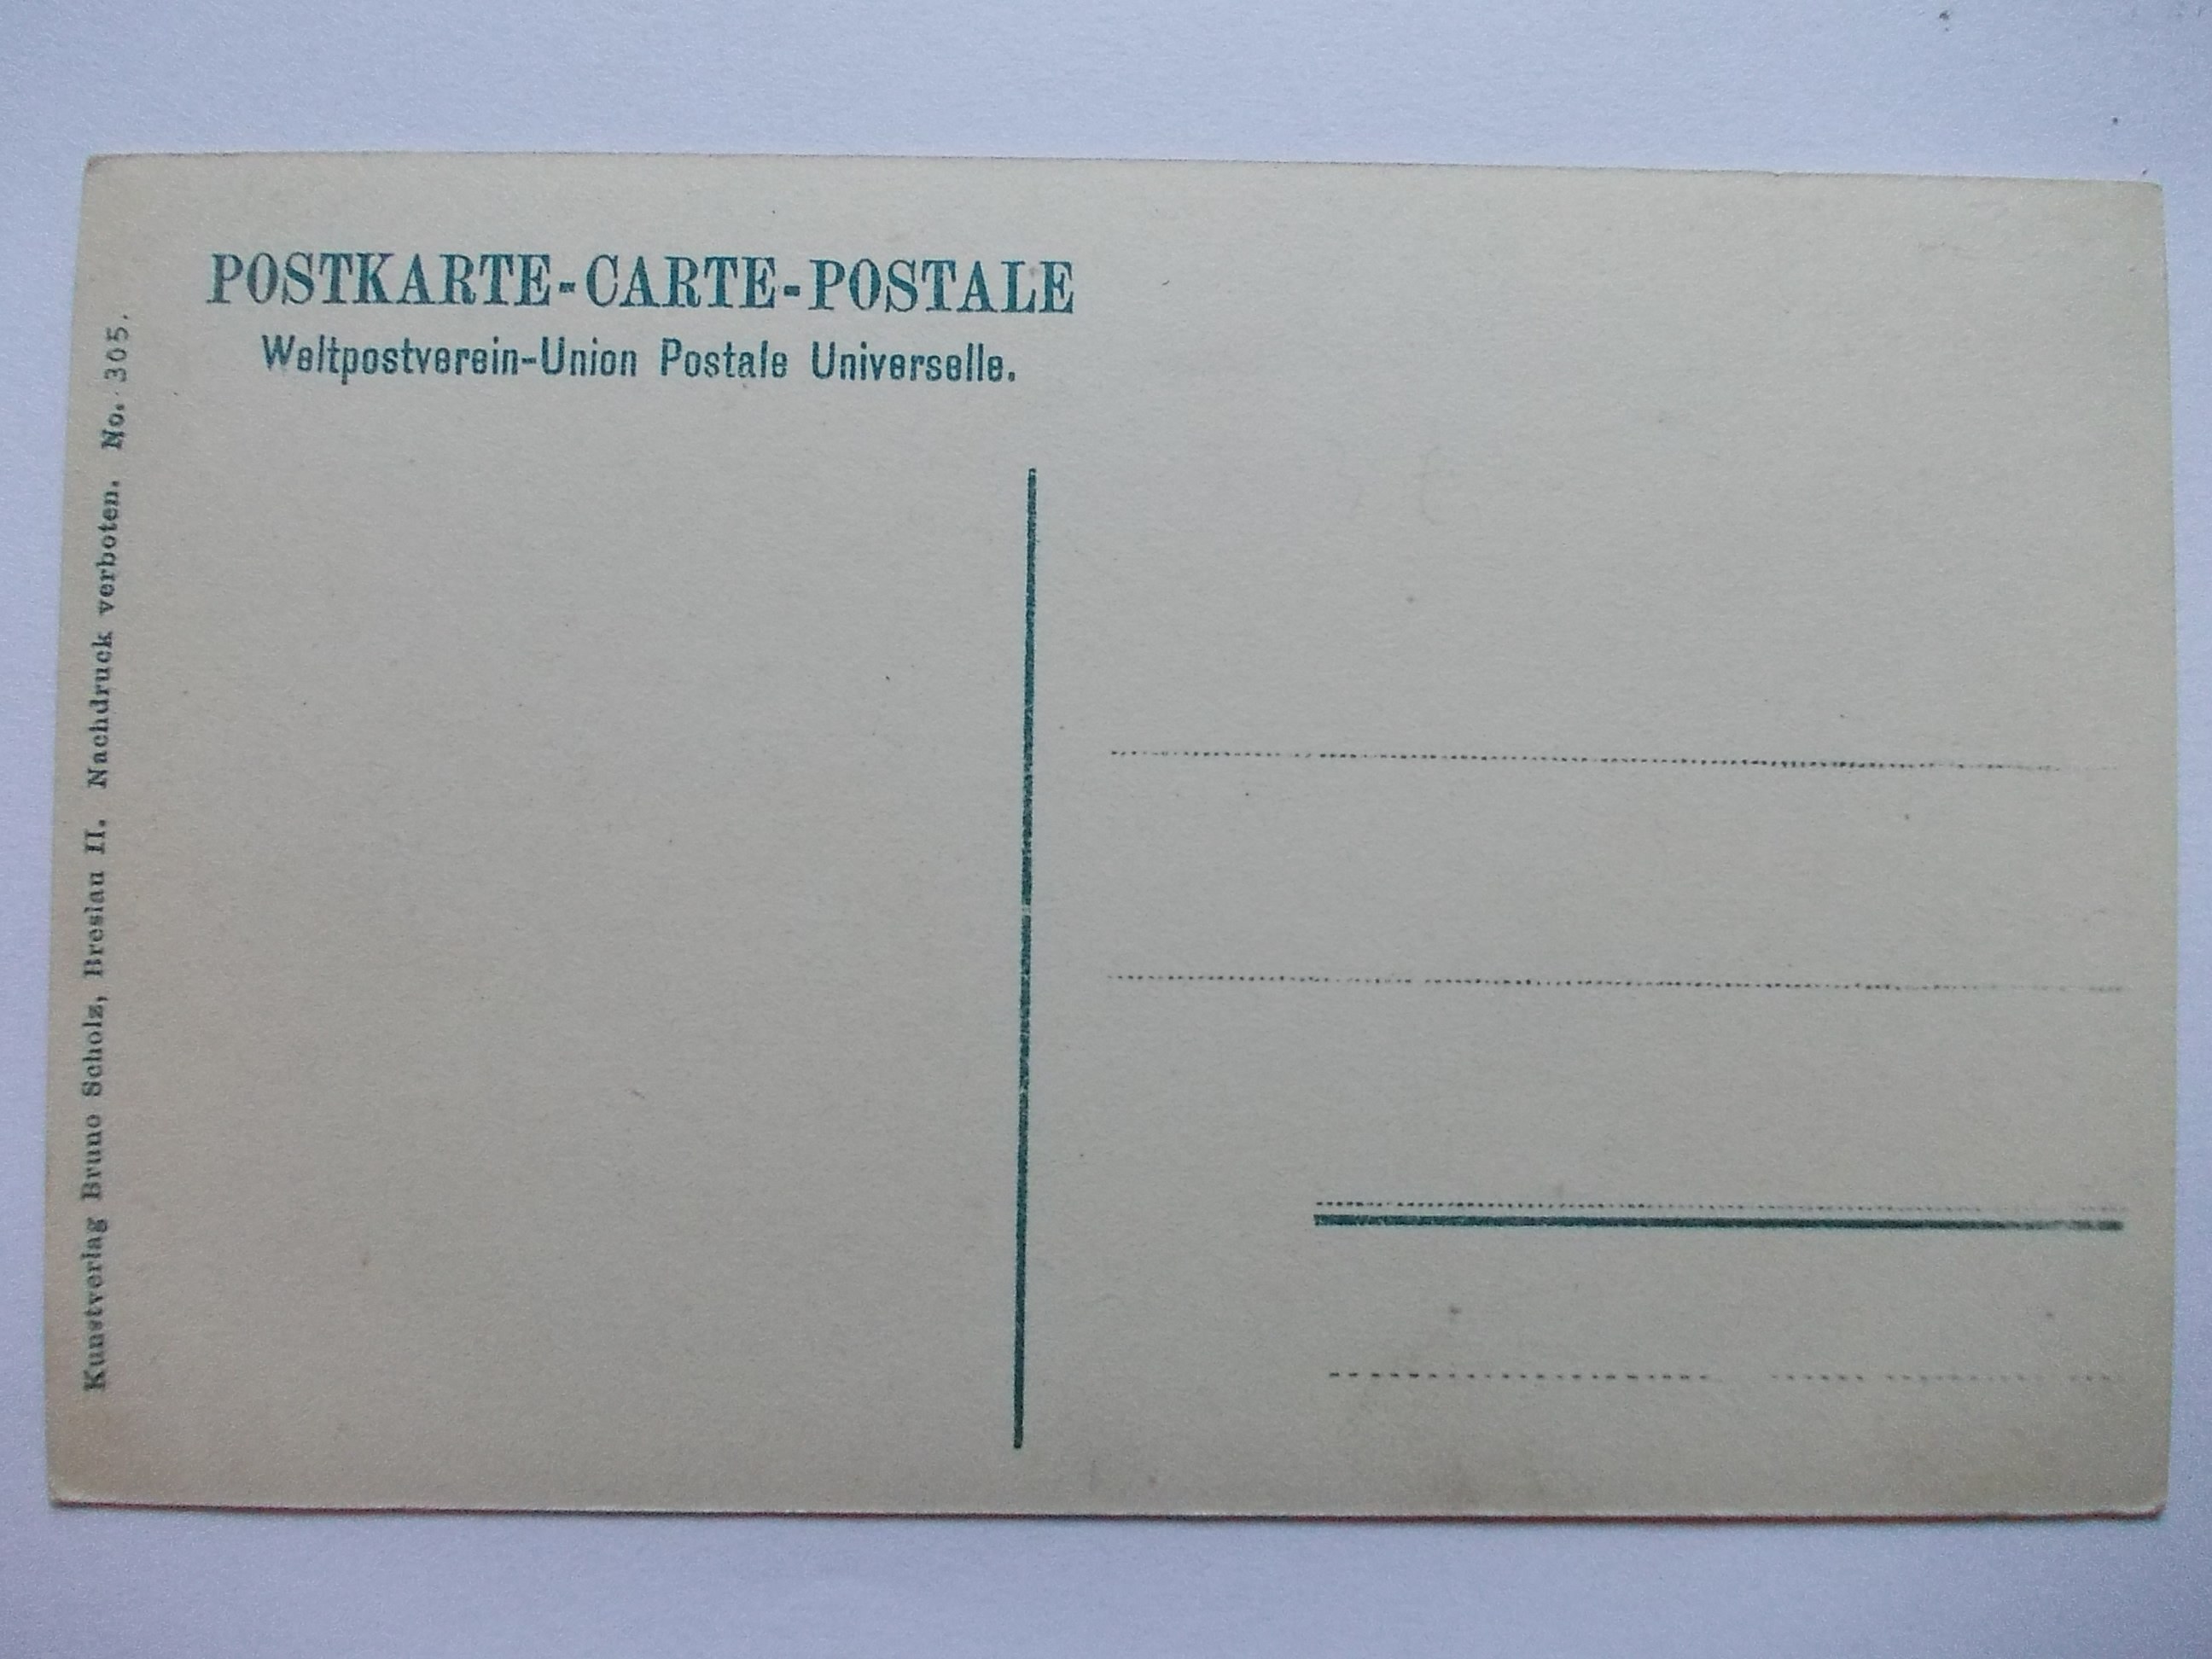 POSTKARTE-CARTE-POSTALE
Weltpostverein-Union Postale Universelle.
Kunstverlag Bruno Scholz, Breslau II. Nachdruck verboten. No. 305.